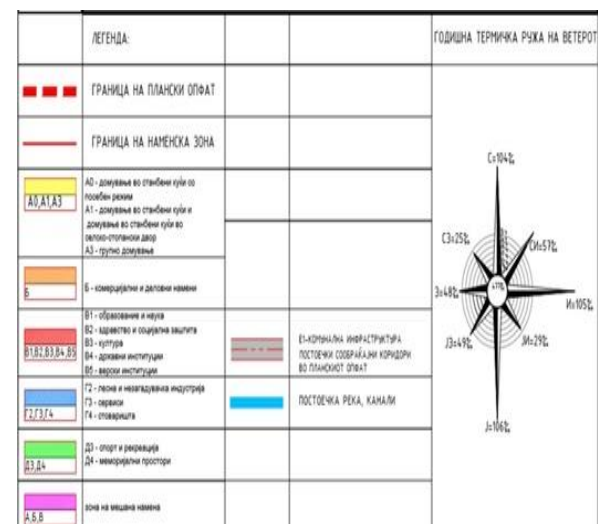 ЛЕГЕНДА:
ГОДИШНА ТЕРМИЧКА РУЖА НА ВЕТЕРОТ
ГРАНИЦА НА ПЛАНСКИ ОПФАТ
ГРАНИЦА НА НАМЕНСКА ЗОНА
А0,А1,А3
А0 - домување во станбени куќи со
посебен режим
А1 - домување во станбени куќи и
домување во станбени куќи во
селско-стопански двор
А3 - групно домување
Б
Б - комерцијални и деловни намени
В1,В2,В3,В4,В5
В1 - образование и наука
В2 - здравство и социјална заштита
В3 - култура
В4 - државни институции
В5 - верски институции
Г2,Г3,Г4
Г2 - лесна и незагадувачка индустрија
Г3 - сервиси
Г4 - стоваришта
Д3,Д4
Д3 - спорт и рекреација
Д4 - меморијални простори
А,Б,В
зона на мешана намена
Е1-КОМУНАЛНА ИНФРАСТРУКТУРА
ПОСТОЕЧКИ СООБРАЌАЈНИ КОРИДОРИ
ВО ПЛАНСКИОТ ОПФАТ
ПОСТОЕЧКА РЕКА, КАНАЛИ
С=104‰
СЗ=25‰
СИ=57‰
З=48‰
И=105‰
ЈЗ=49‰
ЈИ=29‰
Ј=106‰